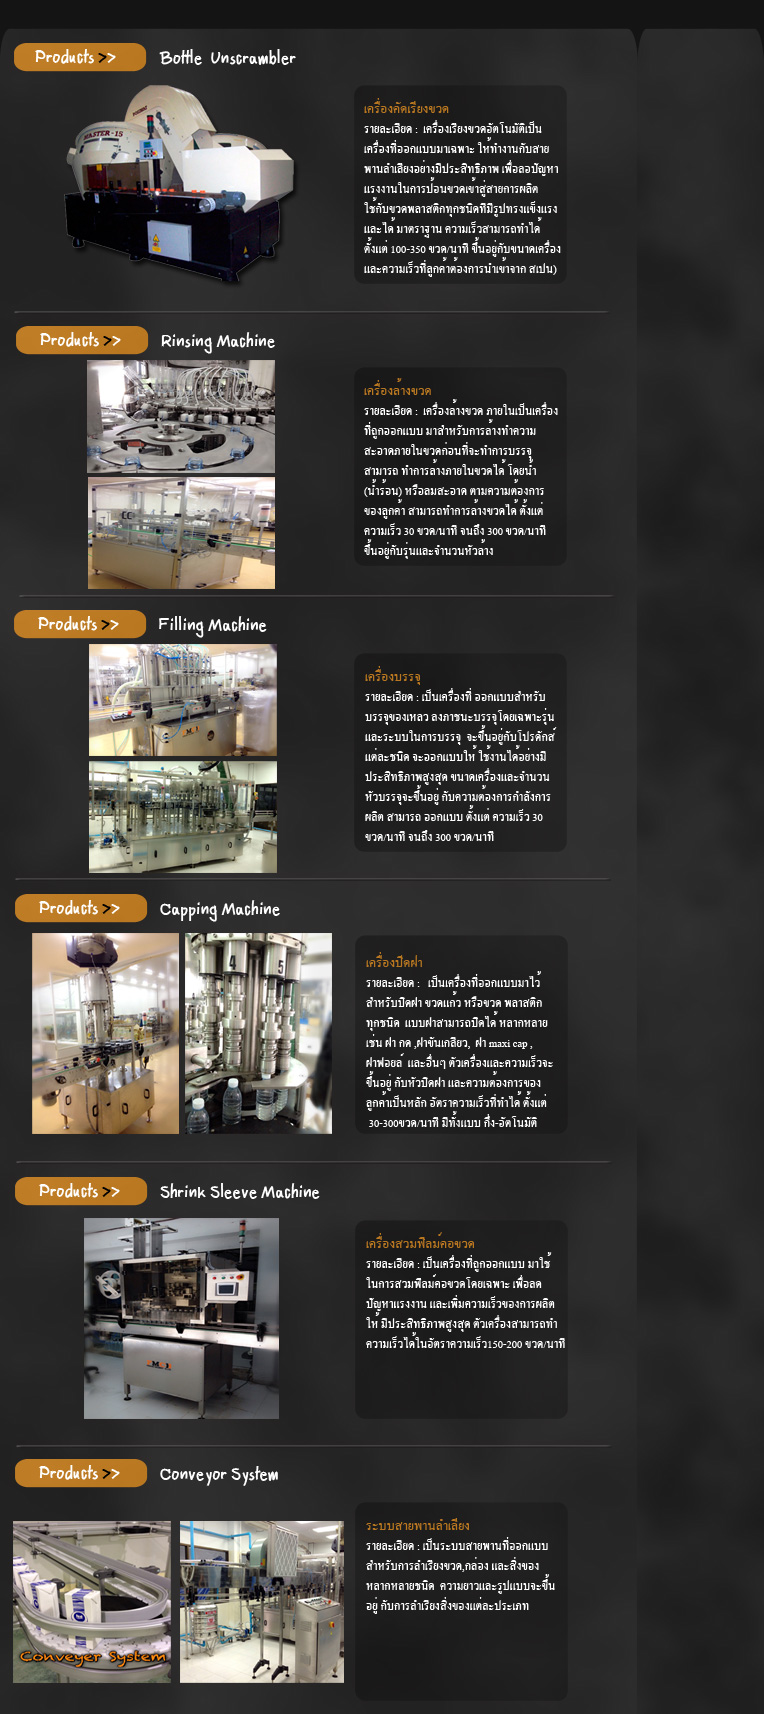 Products >> Bottle Unscrambler
MASTER-15
เครื่องคัดเรียงขวด
รายละเอียด : เครื่องเรียงขวดอัตโนมัติเป็น
เครื่องที่ออกแบบมาเฉพาะ ให้ทำงานกับสาย
พานลำเลียงอย่างมีประสิทธิภาพ เพื่อลอปัญหา
แรงงานในการป้อนขวดเข้าสู่สายการผลิต
ใช้กับขวดพลาสติกทุกชนิดที่มีรูปทรงแข็งแรง
และได้ มาตราฐาน ความเร็วสามารถทำได้
ตั้งแต่ 100-350 ขวด/นาที ขึ้นอยู่กับขนาดเครื่อง
และความเร็วที่ลูกค้าต้องการนำเข้าจาก สเปน)
Products >> Rinsing Machine
เครื่องล้างขวด
รายละเอียด : เครื่องล้างขวด ภายในเป็นเครื่อง
ที่ถูกออกแบบ มาสำหรับการล้างทำความ
สะอาดภายในขวดก่อนที่จะทำการบรรจุ
สามารถ ทำการล้างภายในขวดได้ โดยน้ำ
(น้ำร้อน) หรือลมสะอาด ตามความต้องการ
ของลูกค้า สามารถทำการล้างขวดได้ ตั้งแต่
ความเร็ว 30 ขวด/นาที จนถึง 300 ขวด/นาที
ขึ้นอยู่กับรุ่นและจำนวนหัวล้าง
Products >> Filling Machine
เครื่องบรรจุ
รายละเอียด : เป็นเครื่องที่ ออกแบบสำหรับ
บรรจุของเหลว ลงภาชนะบรรจุโดยเฉพาะรุ่น
และระบบในการบรรจุ จะขึ้นอยู่กับโปรดักส์
แต่ละชนิด จะออกแบบให้ ใช้งานได้อย่างมี
ประสิทธิภาพสูงสุด ขนาดเครื่องและจำนวน
หัวบรรจุจะขึ้นอยู่ กับความต้องการกำลังการ
ผลิต สามารถ ออกแบบ ตั้งแต่ ความเร็ว 30
ขวด/นาที จนถึง 300 ขวด/นาที
Products >> Capping Machine
4 5
เครื่องปิดฝา
รายละเอียด : เป็นเครื่องที่ออกแบบมาไว้
สำหรับปิดฝา ขวดแก้ว หรือขวด พลาสติก
ทุกชนิด แบบฝาสามารถปิดได้ หลากหลาย
เช่น ฝา กด ,ฝาขันเกลียว, ฝา maxi cap ,
ฝาฟอยล์ และอื่นๆ ตัวเครื่องและความเร็วจะ
ขึ้นอยู่ กับหัวปิดฝา และความต้องการของ
ลูกค้าเป็นหลัก อัตราความเร็วที่ทำได้ ตั้งแต่
30-300ขวด/นาที มีทั้งแบบ กึ่ง-อัตโนมัติ
Products >> Shrink Sleeve Machine
เครื่องสวมฟิลม์คอขวด
รายละเอียด : เป็นเครื่องที่ถูกออกแบบ มาใช้
ในการสวมฟิลม์คอขวดโดยเฉพาะ เพื่อลด
ปัญหาแรงงาน และเพิ่มความเร็วของการผลิต
ให้ มีประสิทธิภาพสูงสุด ตัวเครื่องสามารถทำ
ความเร็วได้ในอัตราความเร็ว150-200 ขวด/นาที
Products >> Conveyor System
Conveyer System
ระบบสายพานลำเลียง
รายละเอียด : เป็นระบบสายพานที่ออกแบบ
สำหรับการลำเรียงขวด,กล่อง และสิ่งของ
หลากหลายชนิด ความยาวและรูปแบบจะขึ้น
อยู่ กับการลำเรียงสิ่งของแต่ละประเภท